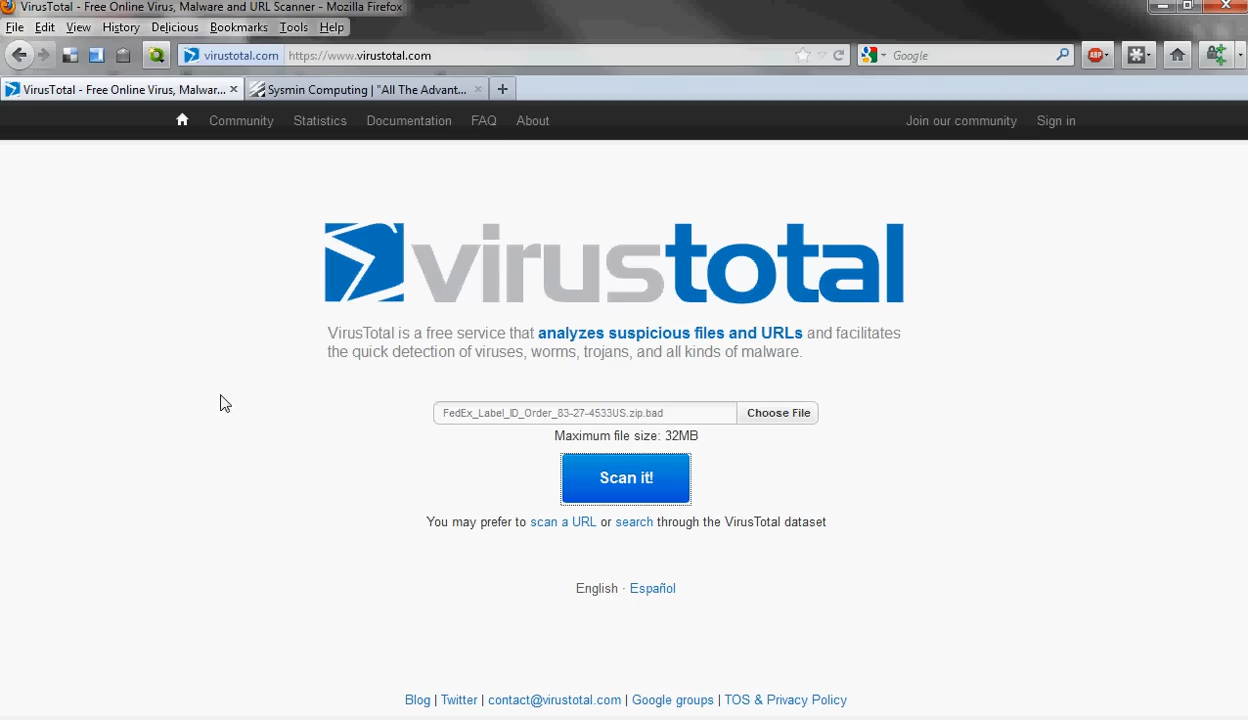 VirusTotal - Free Online Virus, Malware and URL Scanner - Mozilla Firefox
File Edit View History Tools Delicious Bookmarks Tools Help
virustotal.com https://www.virustotal.com Google ABP
VirusTotal - Free Online Virus, Malwar... Sysmin Computing | "All The Advant...
Community Statistics Documentation FAQ About Join our community Sign in
virustotal
VirusTotal is a free service that analyzes suspicious files and URLs and facilitates
the quick detection of viruses, worms, trojans, and all kinds of malware.
FedEx_Label_ID_Order_83-27-4533US.zip.bad Choose File
Maximum file size: 32MB
Scan it!
You may prefer to scan a URL or search through the VirusTotal dataset
English · Español
Blog | Twitter | contact@virustotal.com | Google groups | TOS & Privacy Policy